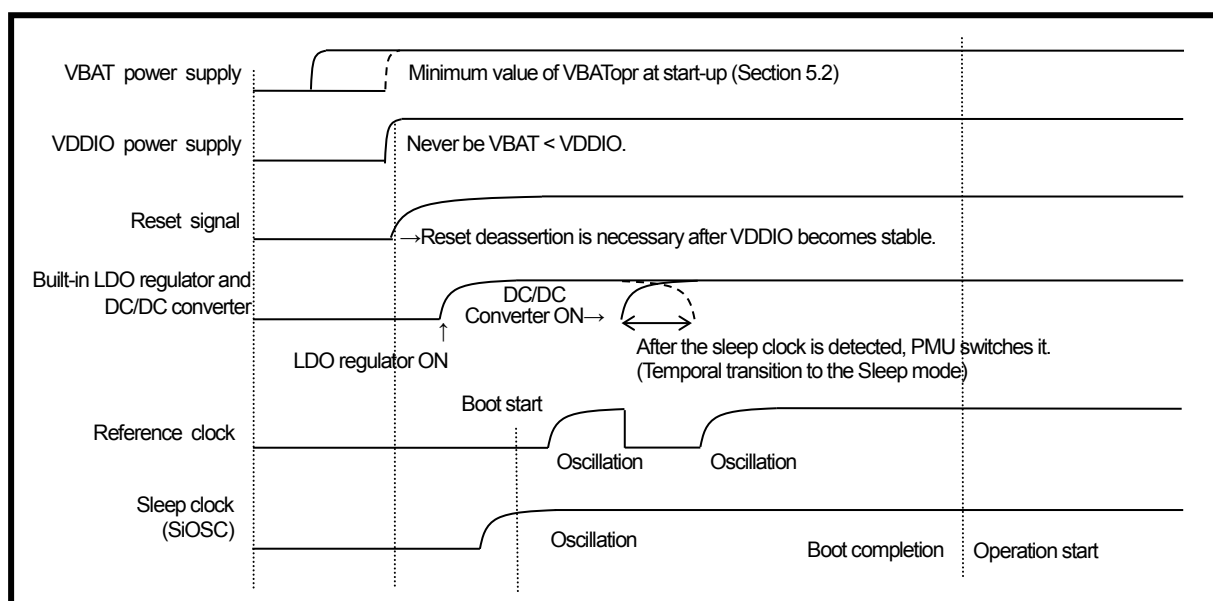 VBAT power supply
Minimum value of VBATopr at start-up (Section 5.2)
VDDIO power supply
Never be VBAT < VDDIO.
Reset signal
→Reset deassertion is necessary after VDDIO becomes stable.
Built-in LDO regulator and
DC/DC converter
DC/DC
Converter ON→
↑
LDO regulator ON
After the sleep clock is detected, PMU switches it.
(Temporal transition to the Sleep mode)
Boot start
Reference clock
Oscillation
Oscillation
Sleep clock
(SiOSC)
Oscillation
Boot completion
Operation start